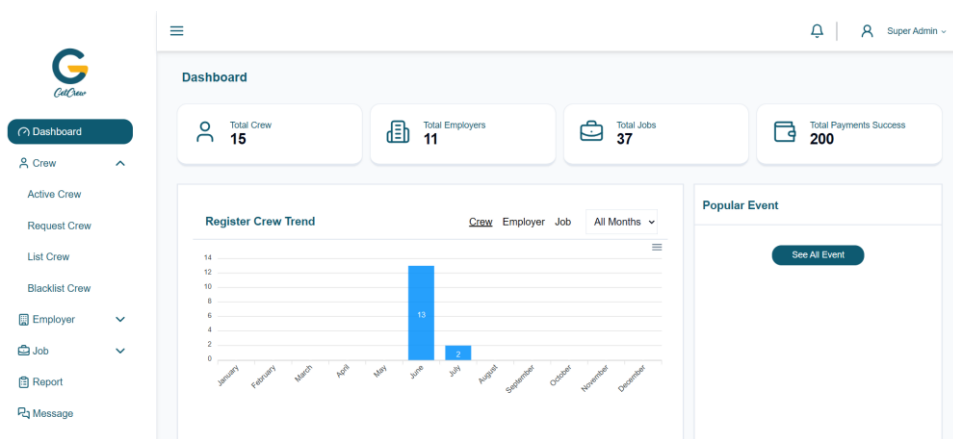 GetCrew
Dashboard
Crew
Active Crew
Request Crew
List Crew
Blacklist Crew
Employer
Job
Report
Message
Super Admin
Dashboard
Total Crew
15
Total Employers
11
Total Jobs
37
Total Payments Success
200
Register Crew Trend
Crew Employer Job All Months
14
12
10
8
6
4
2
0
13
2
January February March April May June July August September October November December
Popular Event
See All Event